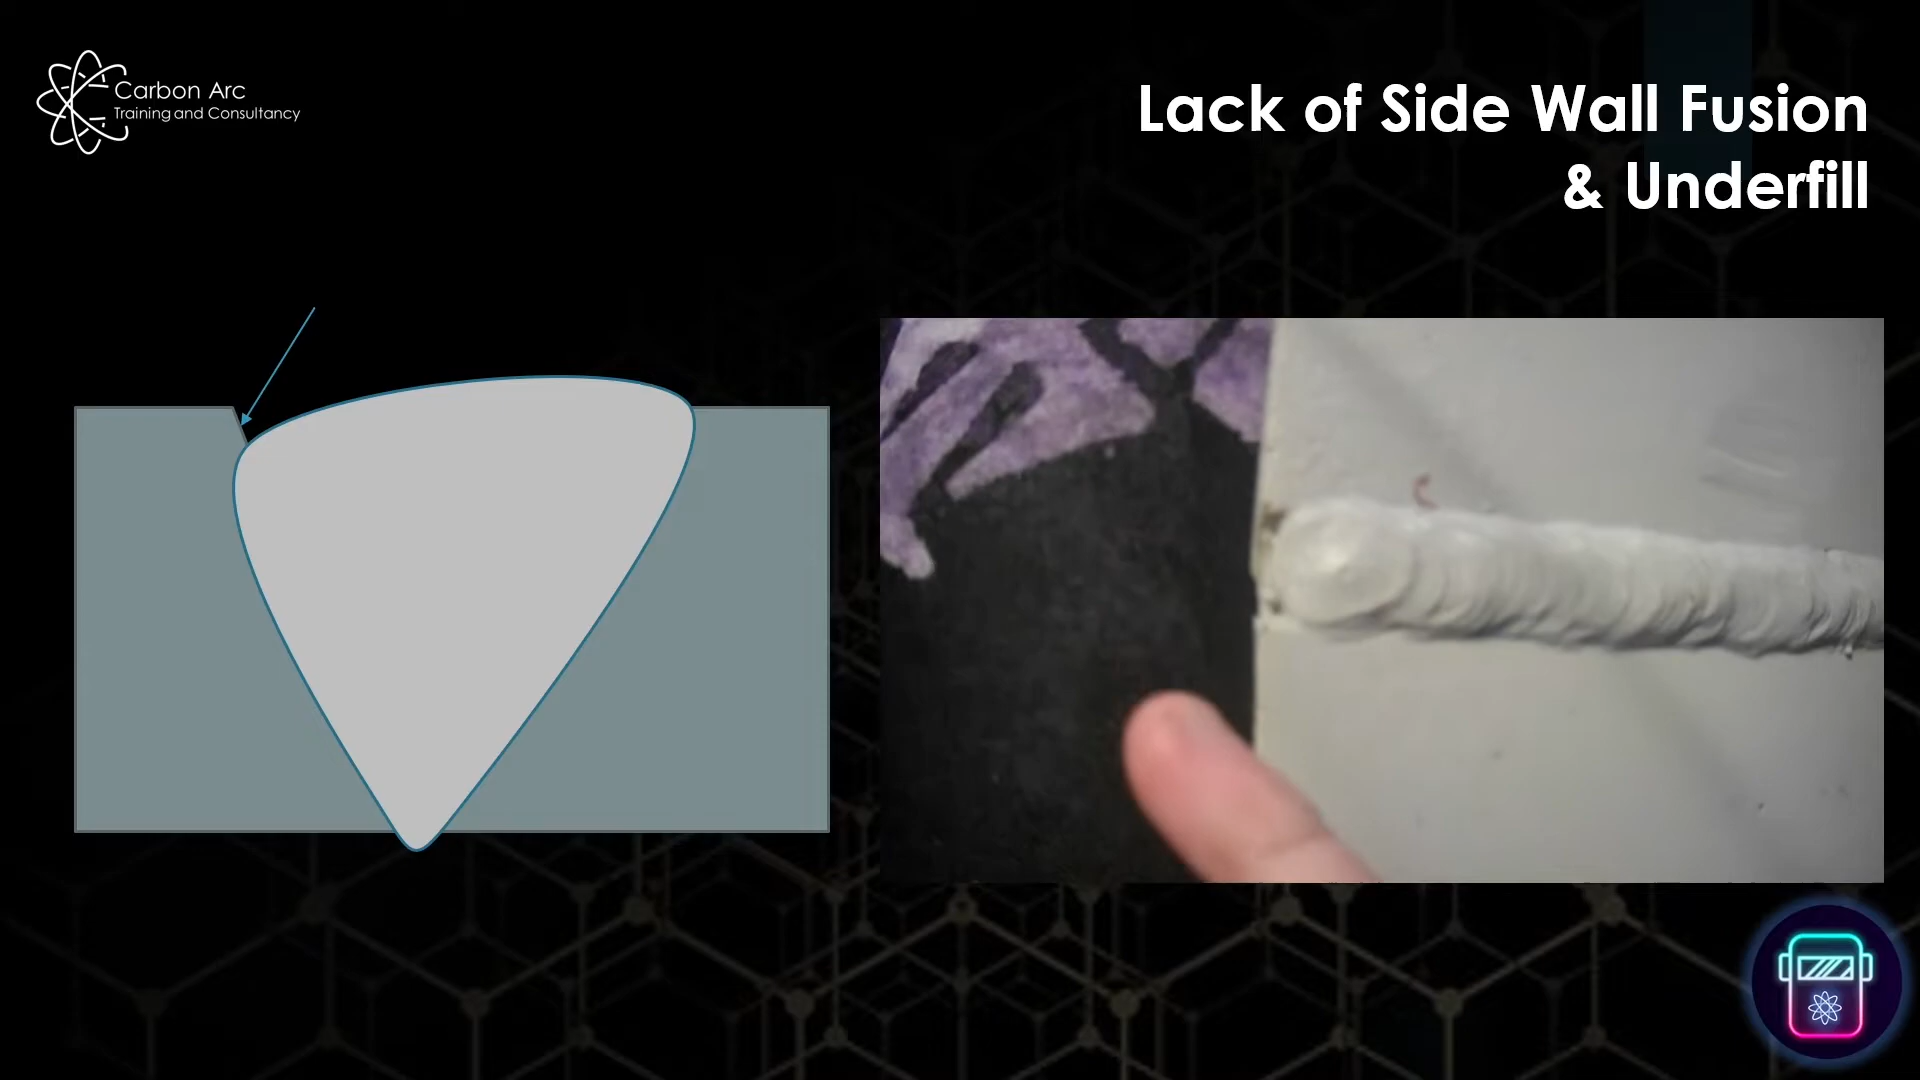 Carbon Arc
Training and Consultancy
Lack of Side Wall Fusion
& Underfill